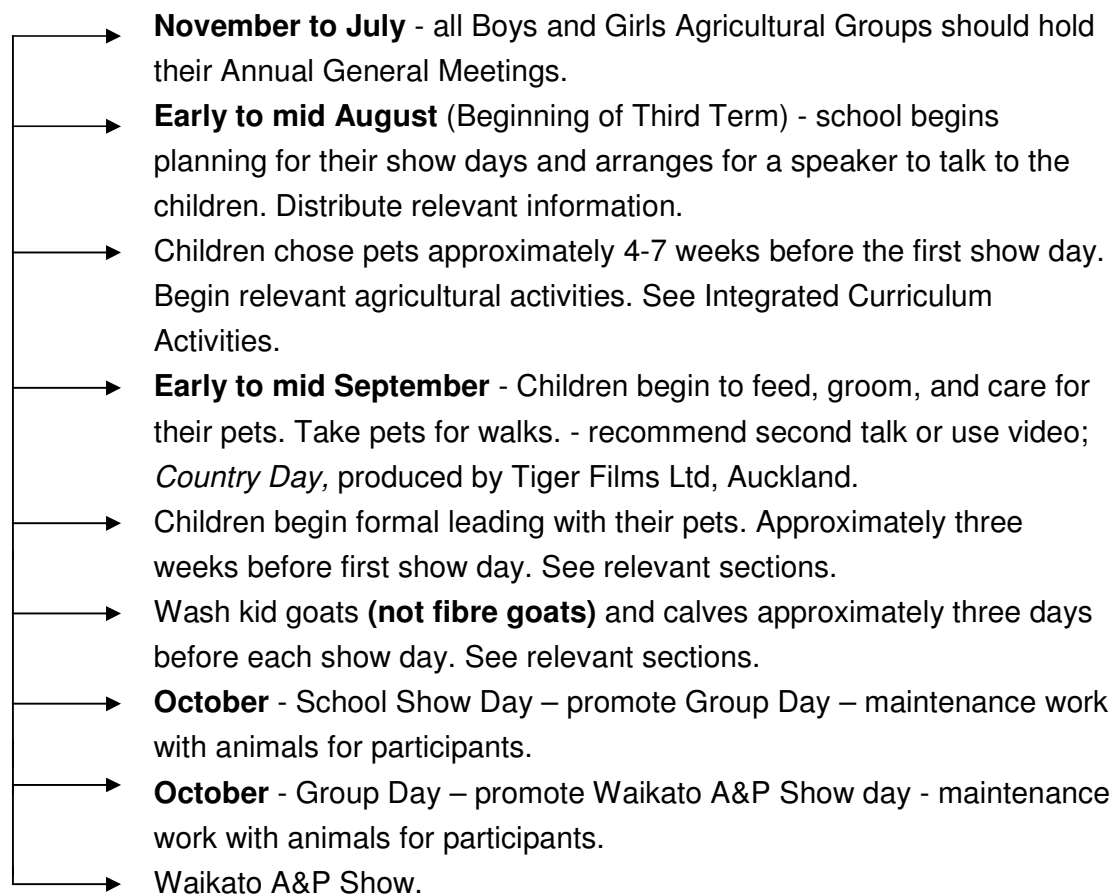 November to July - all Boys and Girls Agricultural Groups should hold
their Annual General Meetings.
Early to mid August (Beginning of Third Term) - school begins
planning for their show days and arranges for a speaker to talk to the
children. Distribute relevant information.
Children chose pets approximately 4-7 weeks before the first show day.
Begin relevant agricultural activities. See Integrated Curriculum
Activities.
Early to mid September - Children begin to feed, groom, and care for
their pets. Take pets for walks. - recommend second talk or use video;
Country Day, produced by Tiger Films Ltd, Auckland.
Children begin formal leading with their pets. Approximately three
weeks before first show day. See relevant sections.
Wash kid goats (not fibre goats) and calves approximately three days
before each show day. See relevant sections.
October - School Show Day – promote Group Day – maintenance work
with animals for participants.
October - Group Day – promote Waikato A&P Show day - maintenance
work with animals for participants.
Waikato A&P Show.